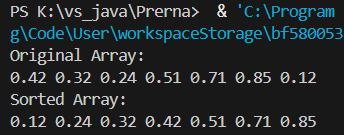 PS K:\vs_java\Prerna>  & 'C:\Program
g\Code\User\workspaceStorage\bf580053
Original Array:
0.42 0.32 0.24 0.51 0.71 0.85 0.12
Sorted Array:
0.12 0.24 0.32 0.42 0.51 0.71 0.85